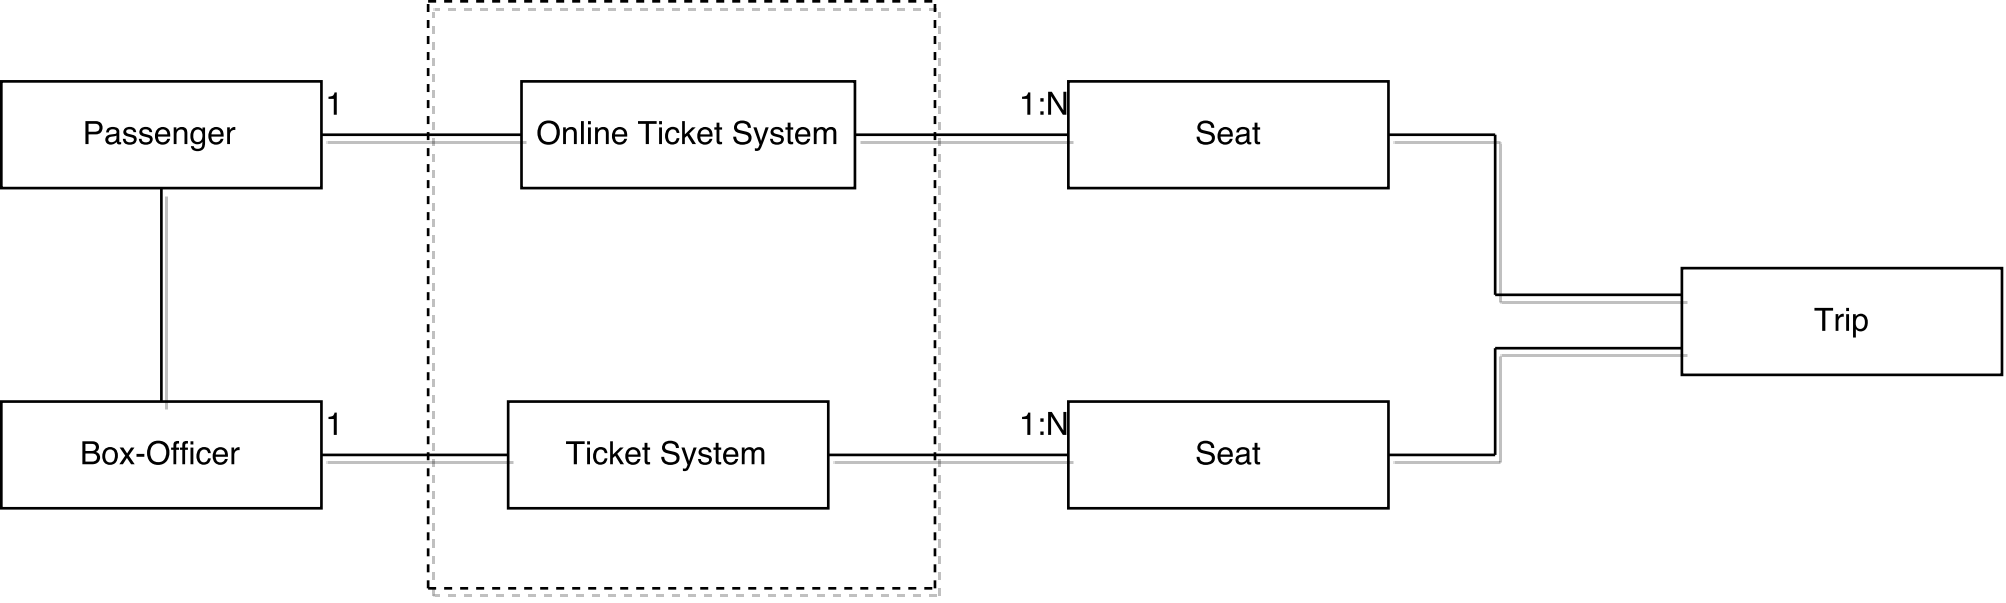 Passenger
1
Online Ticket System
1:N
Seat
Trip
Box-Officer
1
Ticket System
1:N
Seat